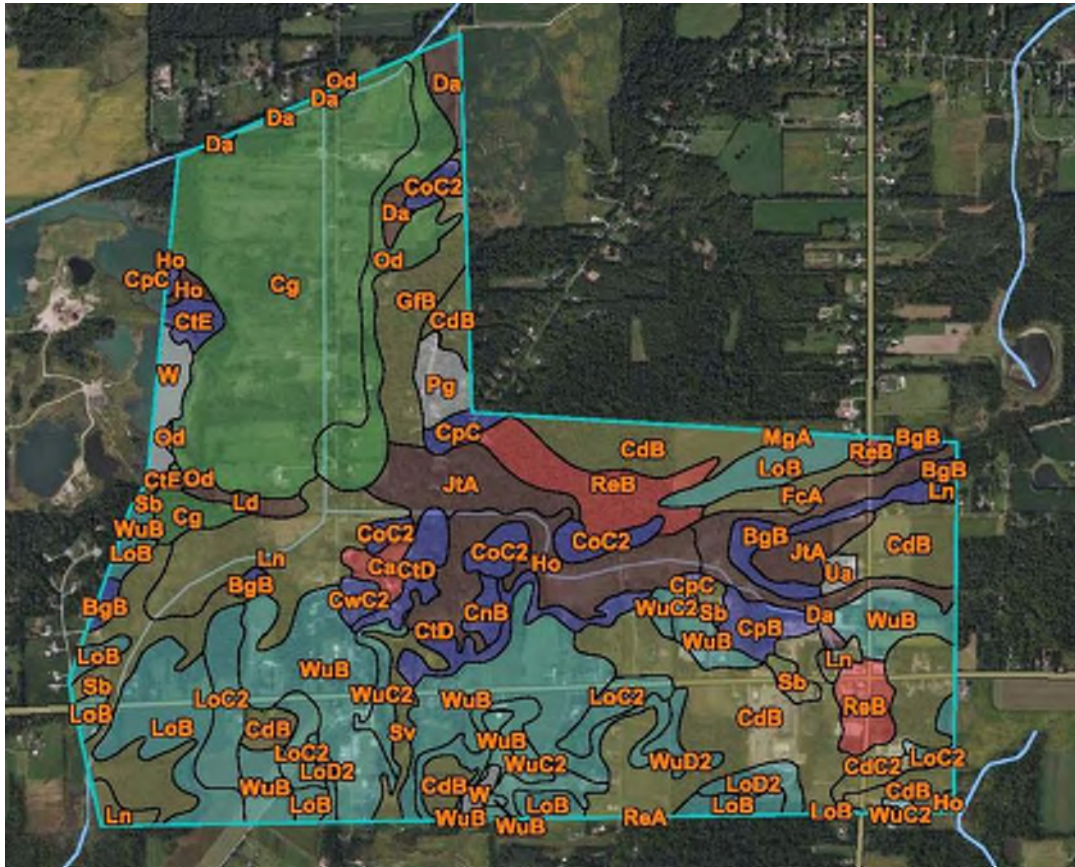 Od
Da
Da
Da
Da
CoC2
Da
Ho
Od
CpC
Ho
Cg
GfB
CtE
CdB
W
Pg
CpC
Od
CdB
MgA
BgB
ReB
LoB
BgB
CtE Od
JtA
ReB
FcA
Ln
Sb
Ld
Cg
WuB
CoC2
CoC2
CoC2
BgB
CdB
LoB
Ln
Ca
CtD
Ho
JtA
Ua
BgB
CwC2
CpC
CnB
WuC2
Sb
Da
WuB
CtD
WuB
CpB
LoB
WuB
Ln
Sb
LoC2
WuC2
WuB
LoC2
Sb
RgB
LoB
LoB
CdB
Sv
CdB
WuB
LoC2
WuC2
WuD2
LoC2
LoD2
CdC2
WuB
CdB
W
LoD2
CdB
LoB
LoB
LoB
Ho
Ln
WuB
WuB
ReA
LoB
WuC2